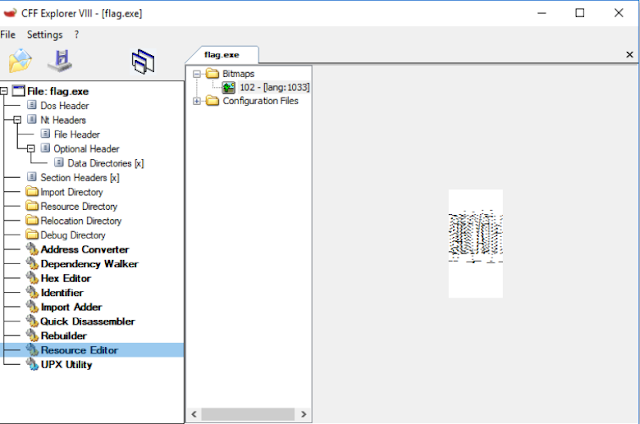 CFF Explorer VIII - [flag.exe]
File Settings ?
flag.exe
File: flag.exe
Dos Header
Nt Headers
File Header
Optional Header
Data Directories [x]
Section Headers [x]
Import Directory
Resource Directory
Relocation Directory
Debug Directory
Address Converter
Dependency Walker
Hex Editor
Identifier
Import Adder
Quick Disassembler
Rebuilder
Resource Editor
UPX Utility
Bitmaps
102 - [lang:1033]
Configuration Files